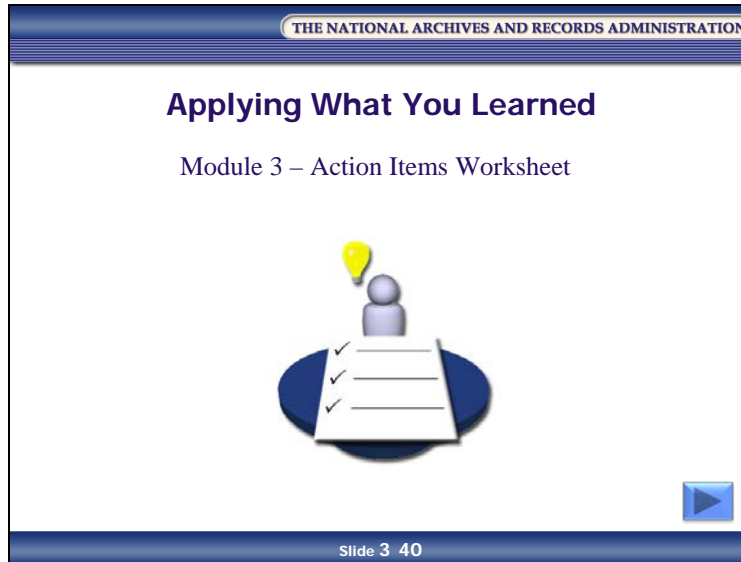 THE NATIONAL ARCHIVES AND RECORDS ADMINISTRATION
Applying What You Learned
Module 3 – Action Items Worksheet
Slide 3 40